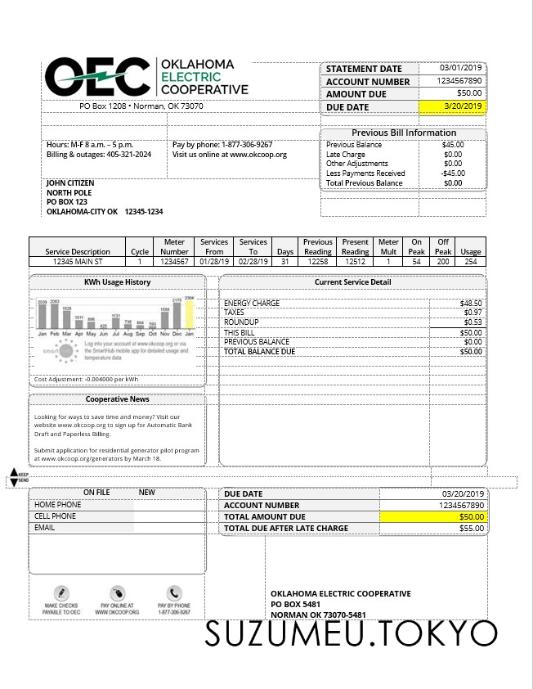 OEC OKLAHOMA ELECTRIC COOPERATIVE
PO Box 1208 • Norman, OK 73070
STATEMENT DATE 03/01/2019
ACCOUNT NUMBER 1234567890
AMOUNT DUE $50.00
DUE DATE 3/20/2019
Previous Bill Information
Previous Balance $45.00
Late Charge $0.00
Other Adjustments $0.00
Less Payments Received -$45.00
Total Previous Balance $0.00
Hours: M-F 8 a.m. – 5 p.m.
Billing & outages: 405-321-2024
Pay by phone: 1-877-306-9267
Visit us online at www.okcoop.org
JOHN CITIZEN
NORTH POLE
PO BOX 123
OKLAHOMA-CITY OK 12345-1234
Service Description Cycle Meter Number Services From Services To Days Previous Reading Present Reading Meter Mult On Peak Off Peak Usage
12345 MAIN ST 1 1234567 01/28/19 02/28/19 31 12258 12512 1 54 200 254
KWh Usage History
Jan Feb Mar Apr May Jun Jul Aug Sep Oct Nov Dec Jan
Log into your account at www.okcoop.org or via
the SmartHub mobile app for detailed usage and
temperature data
Cost Adjustment: -0.004000 per kWh
Current Service Detail
ENERGY CHARGE $48.50
TAXES $0.97
ROUNDUP $0.53
THIS BILL $50.00
PREVIOUS BALANCE $0.00
TOTAL BALANCE DUE $50.00
Cooperative News
Looking for ways to save time and money? Visit our
website www.okcoop.org to sign up for Automatic Bank
Draft and Paperless Billing.
Submit application for residential generator pilot program
at www.okcoop.org/generators by March 18.
KEEP
SEND
ON FILE NEW
HOME PHONE
CELL PHONE
EMAIL
DUE DATE 03/20/2019
ACCOUNT NUMBER 1234567890
TOTAL AMOUNT DUE $50.00
TOTAL DUE AFTER LATE CHARGE $55.00
MAKE CHECKS
PAYABLE TO OEC
PAY ONLINE AT
WWW.OKCOOP.ORG
PAY BY PHONE
1-877-306-9267
OKLAHOMA ELECTRIC COOPERATIVE
PO BOX 5481
NORMAN OK 73070-5481
SUZUMEU.TOKYO